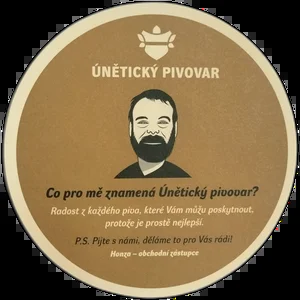 ÚNĚTICKÝ PIVOVAR
Co pro mě znamená Únětický pivovar?
Radost z každého piva, které Vám můžu poskytnout,
protože je prostě nejlepší.
P.S. Pijte s námi, děláme to pro Vás rádi!
Honza – obchodní zástupce